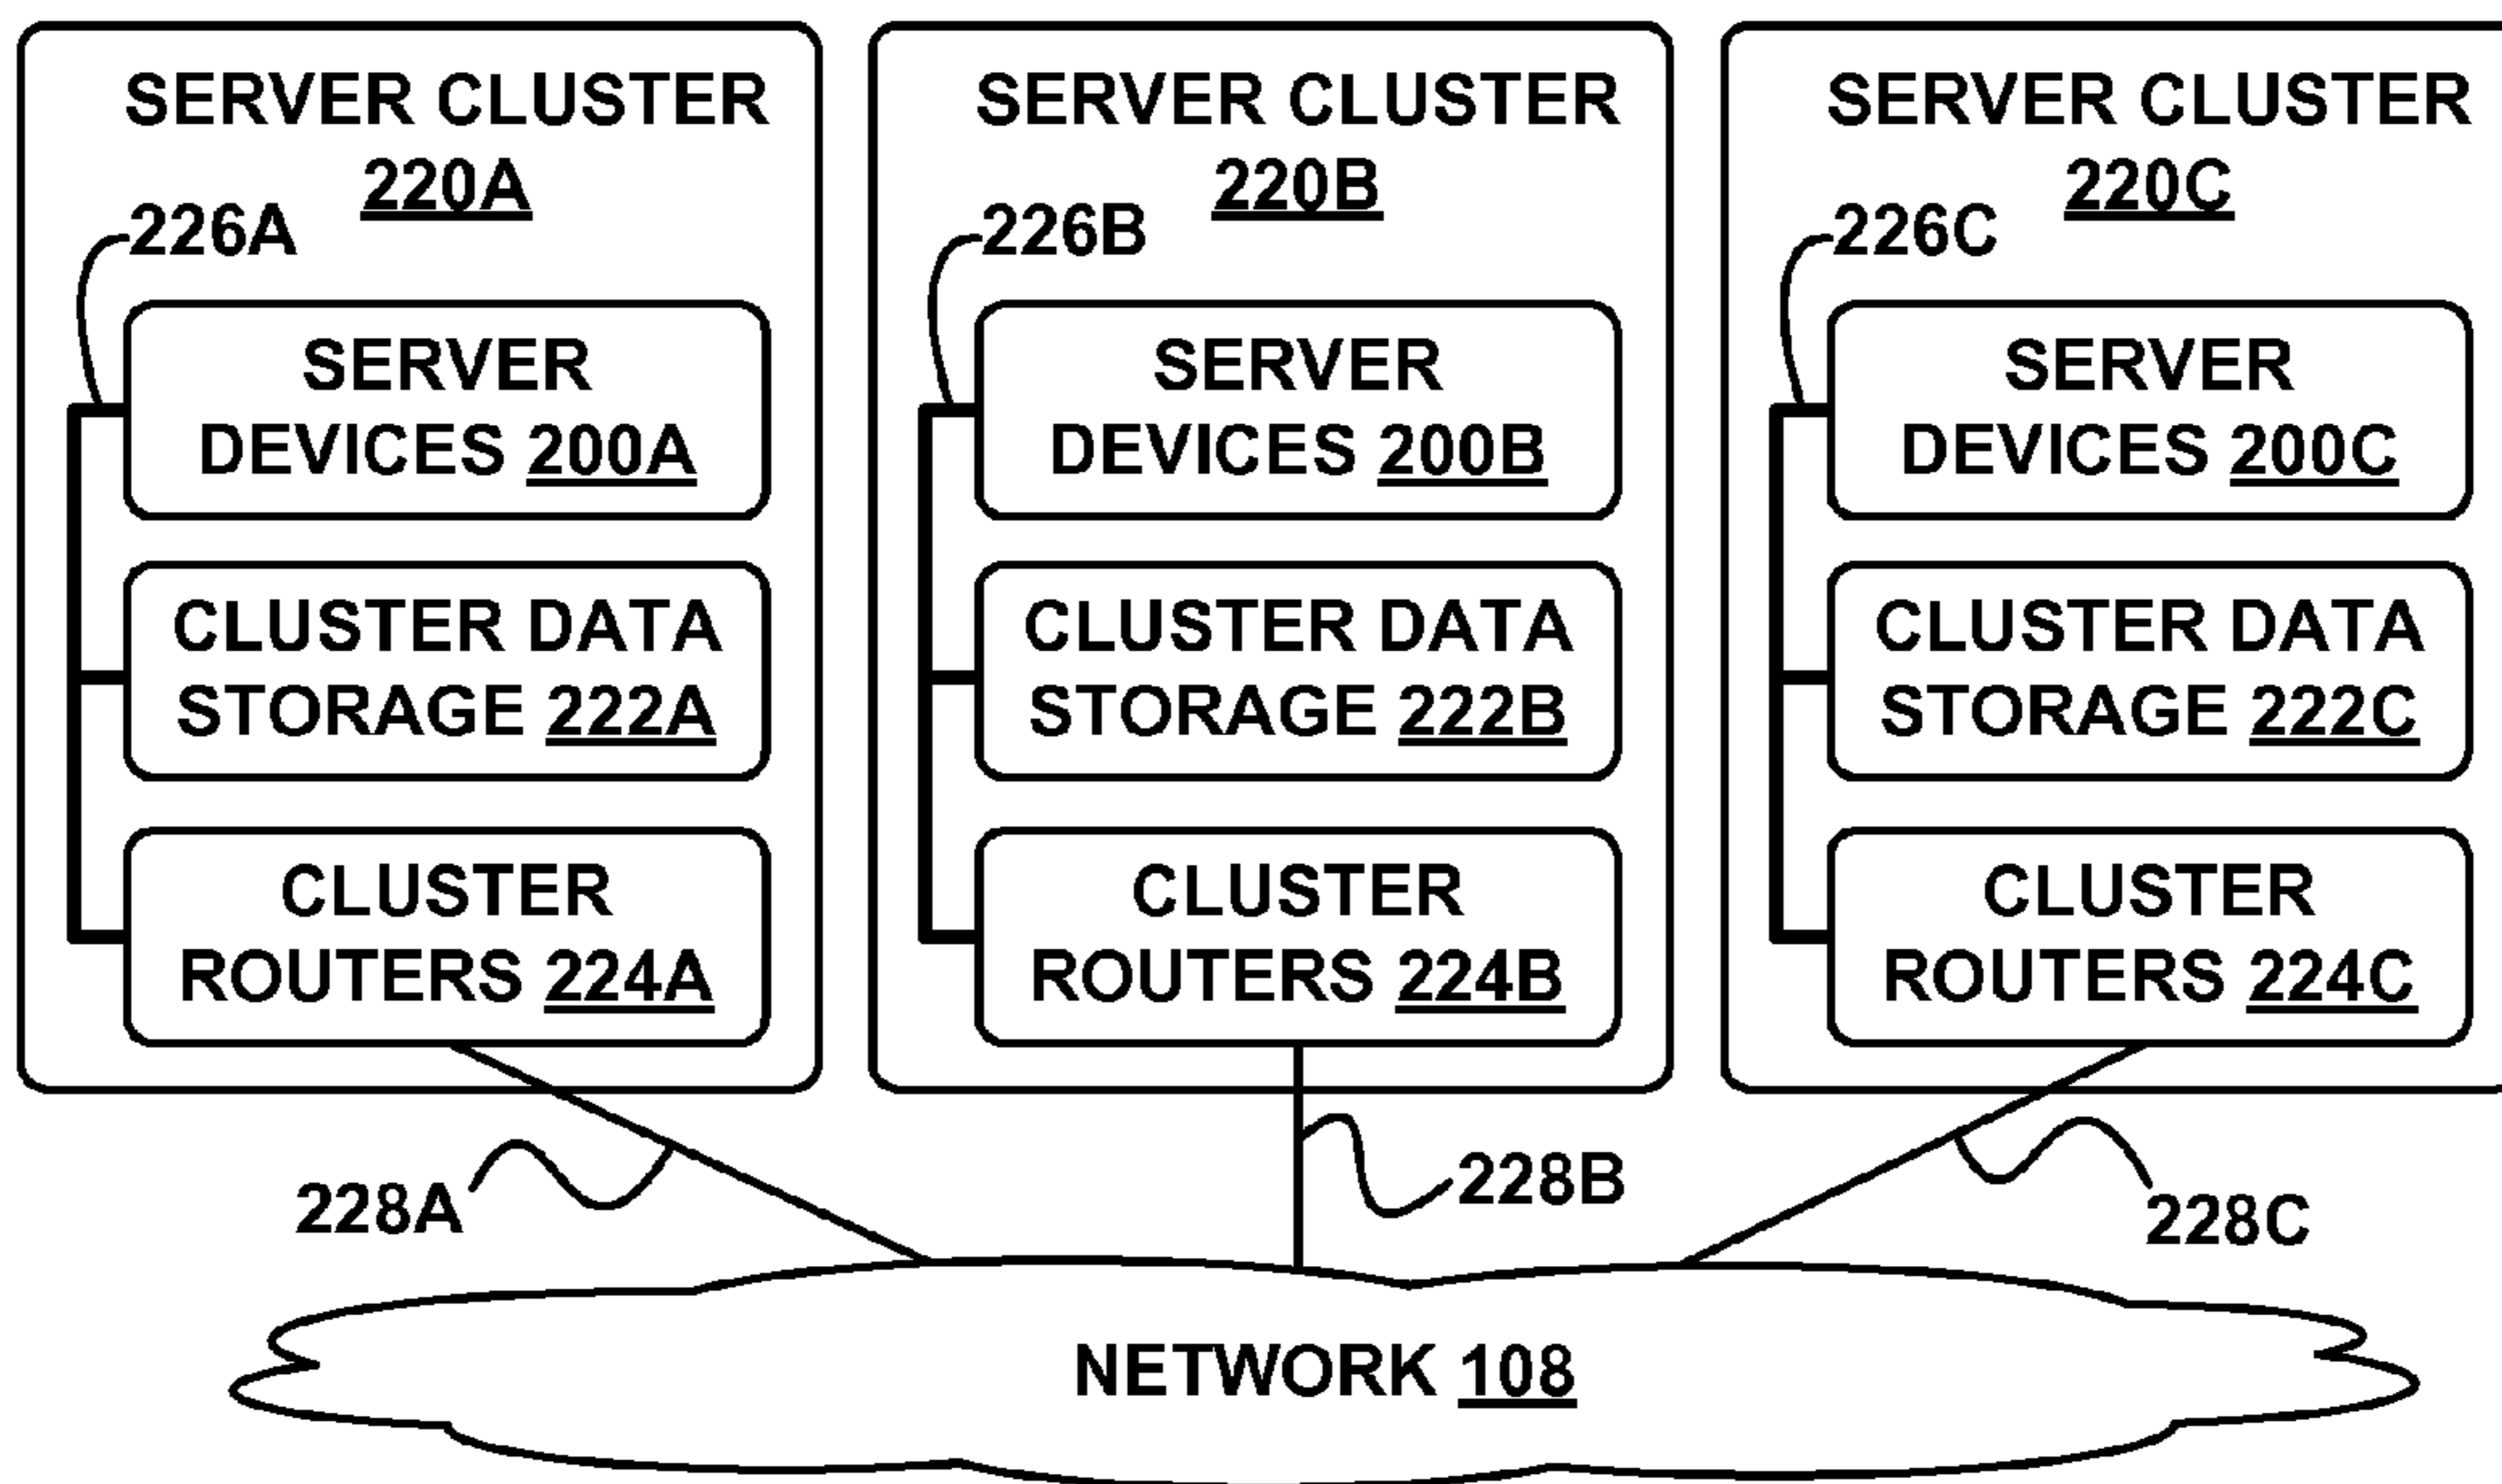 SERVER CLUSTER
220A
226A
SERVER
DEVICES 200A
CLUSTER DATA
STORAGE 222A
CLUSTER
ROUTERS 224A
SERVER CLUSTER
220B
226B
SERVER
DEVICES 200B
CLUSTER DATA
STORAGE 222B
CLUSTER
ROUTERS 224B
SERVER CLUSTER
220C
226C
SERVER
DEVICES 200C
CLUSTER DATA
STORAGE 222C
CLUSTER
ROUTERS 224C
228A
228B
228C
NETWORK 108